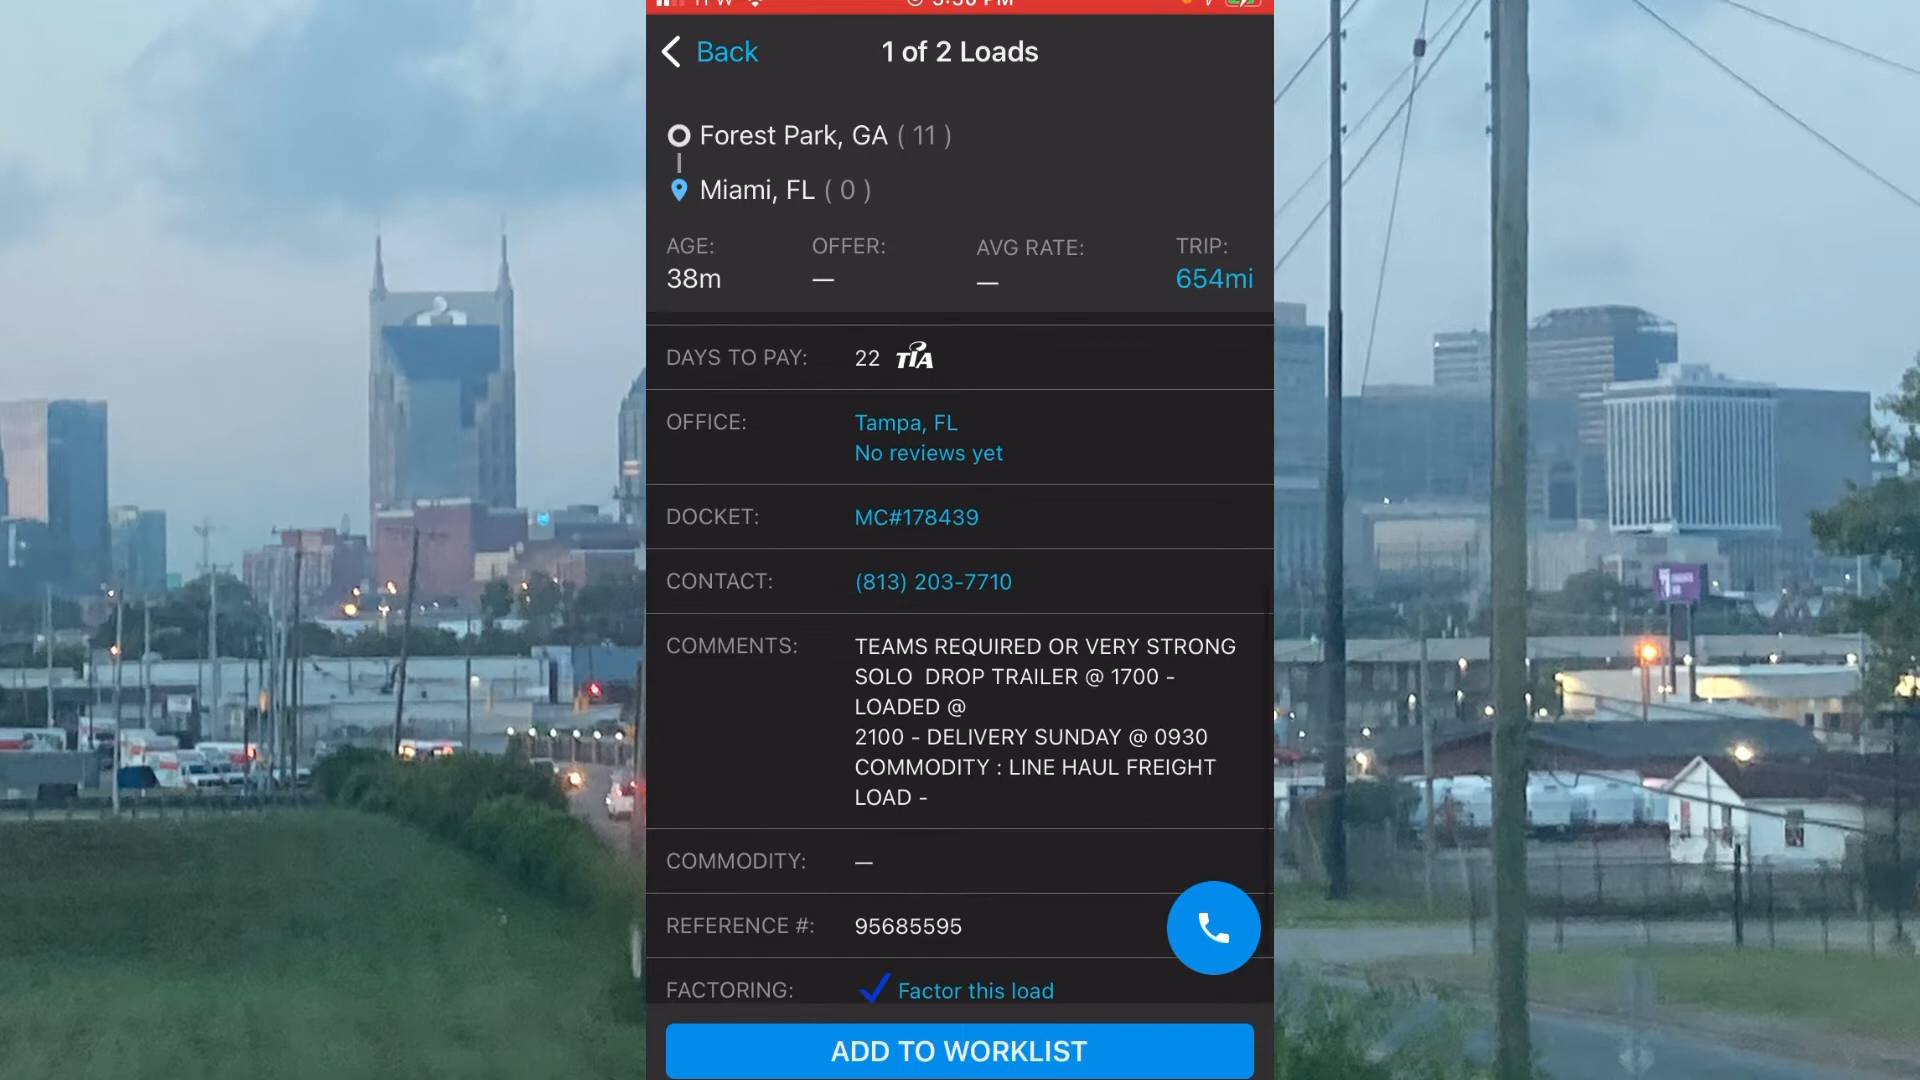 Back
1 of 2 Loads
Forest Park, GA ( 11 )
Miami, FL ( 0 )
AGE: OFFER: AVG RATE: TRIP:
38m — — 654mi
DAYS TO PAY: 22 TIA
OFFICE: Tampa, FL
No reviews yet
DOCKET: MC#178439
CONTACT: (813) 203-7710
COMMENTS: TEAMS REQUIRED OR VERY STRONG
SOLO DROP TRAILER @ 1700 -
LOADED @
2100 - DELIVERY SUNDAY @ 0930
COMMODITY : LINE HAUL FREIGHT
LOAD -
COMMODITY: —
REFERENCE #: 95685595
FACTORING: Factor this load
ADD TO WORKLIST